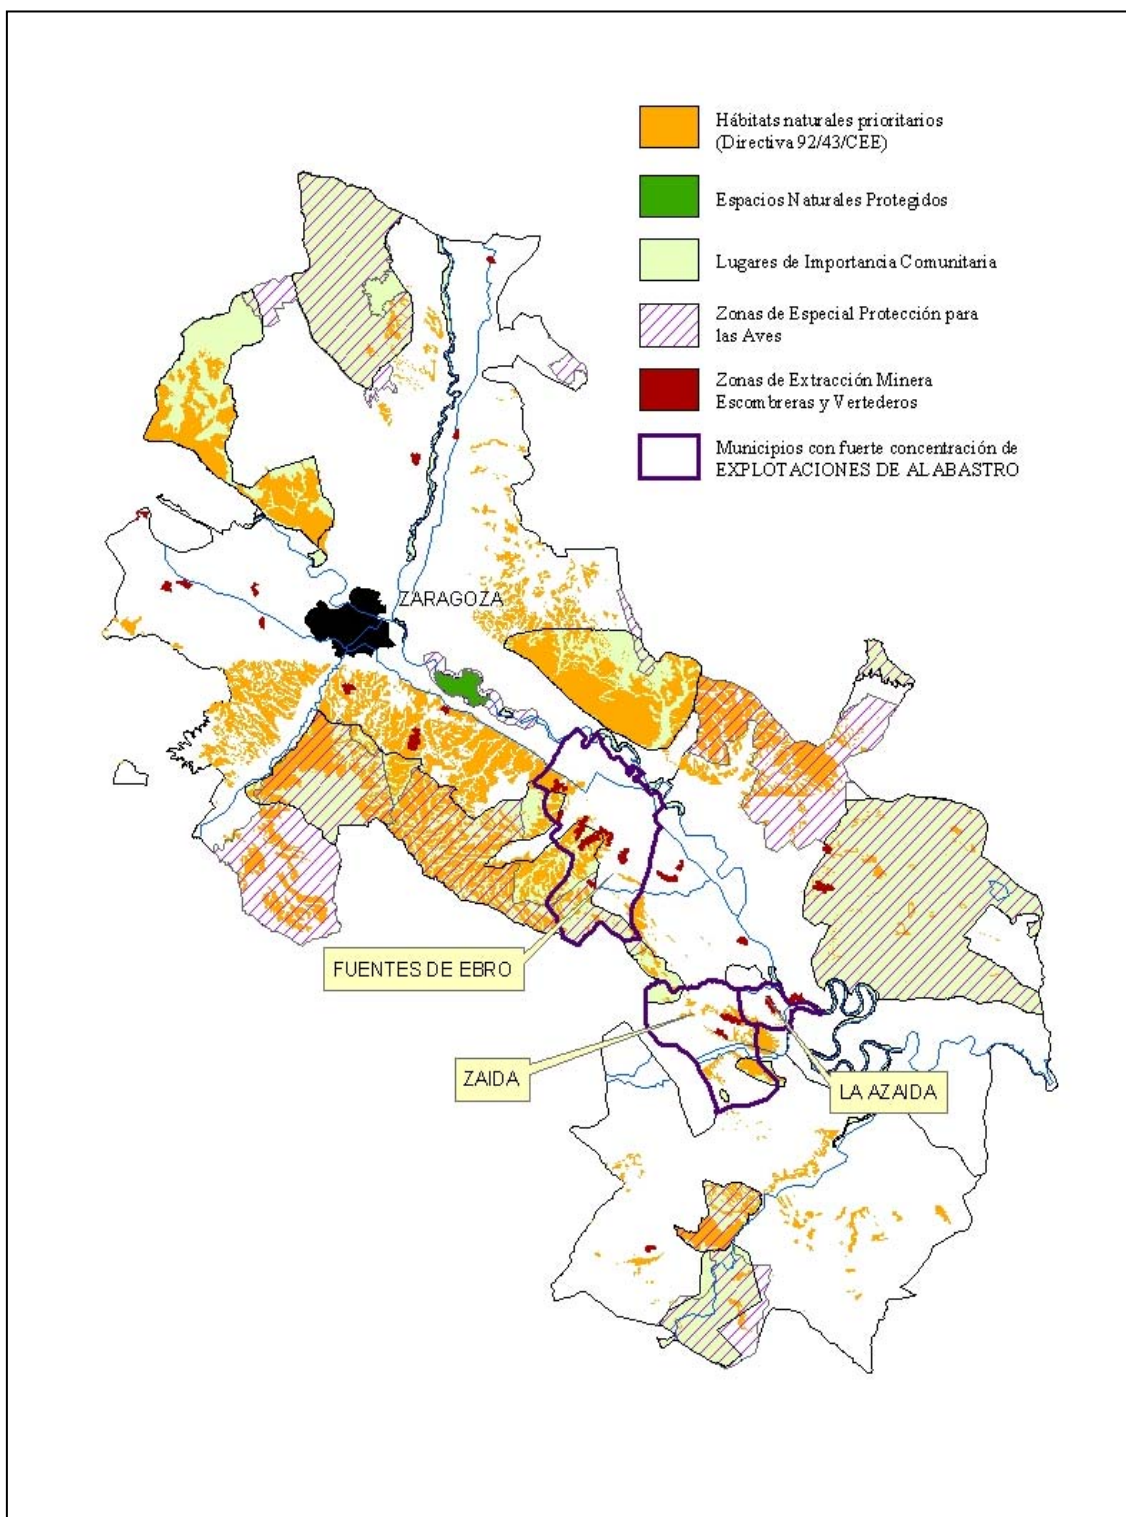 Hábitats naturales prioritarios
(Directiva 92/43/CEE)
Espacios Naturales Protegidos
Lugares de Importancia Comunitaria
Zonas de Especial Protección para
las Aves
Zonas de Extracción Minera
Escombreras y Vertederos
Municipios con fuerte concentración de
EXPLOTACIONES DE ALABASTRO
ZARAGOZA
FUENTES DE EBRO
ZAIDA
LA AZAIDA